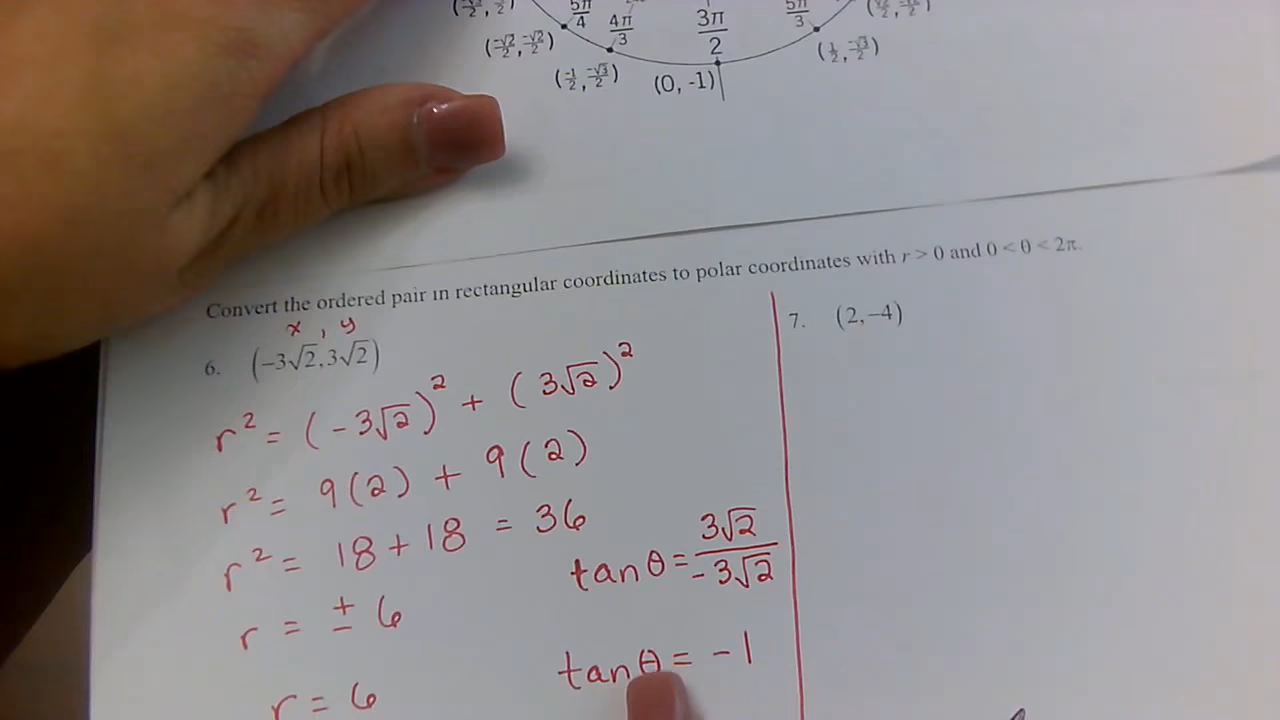 5π/4
4π/3
3π/2
5π/3
(-√2/2, -√2/2)
(-1/2, -√3/2)
(0, -1)
(1/2, -√3/2)
Convert the ordered pair in rectangular coordinates to polar coordinates with r > 0 and 0 < θ < 2π.
x , y
6. (-3√2, 3√2)
r² = (-3√2)² + (3√2)²
r² = 9(2) + 9(2)
r² = 18 + 18 = 36
r = ± 6
r = 6
tan θ = 3√2/-3√2
tan θ = -1
7. (2, -4)